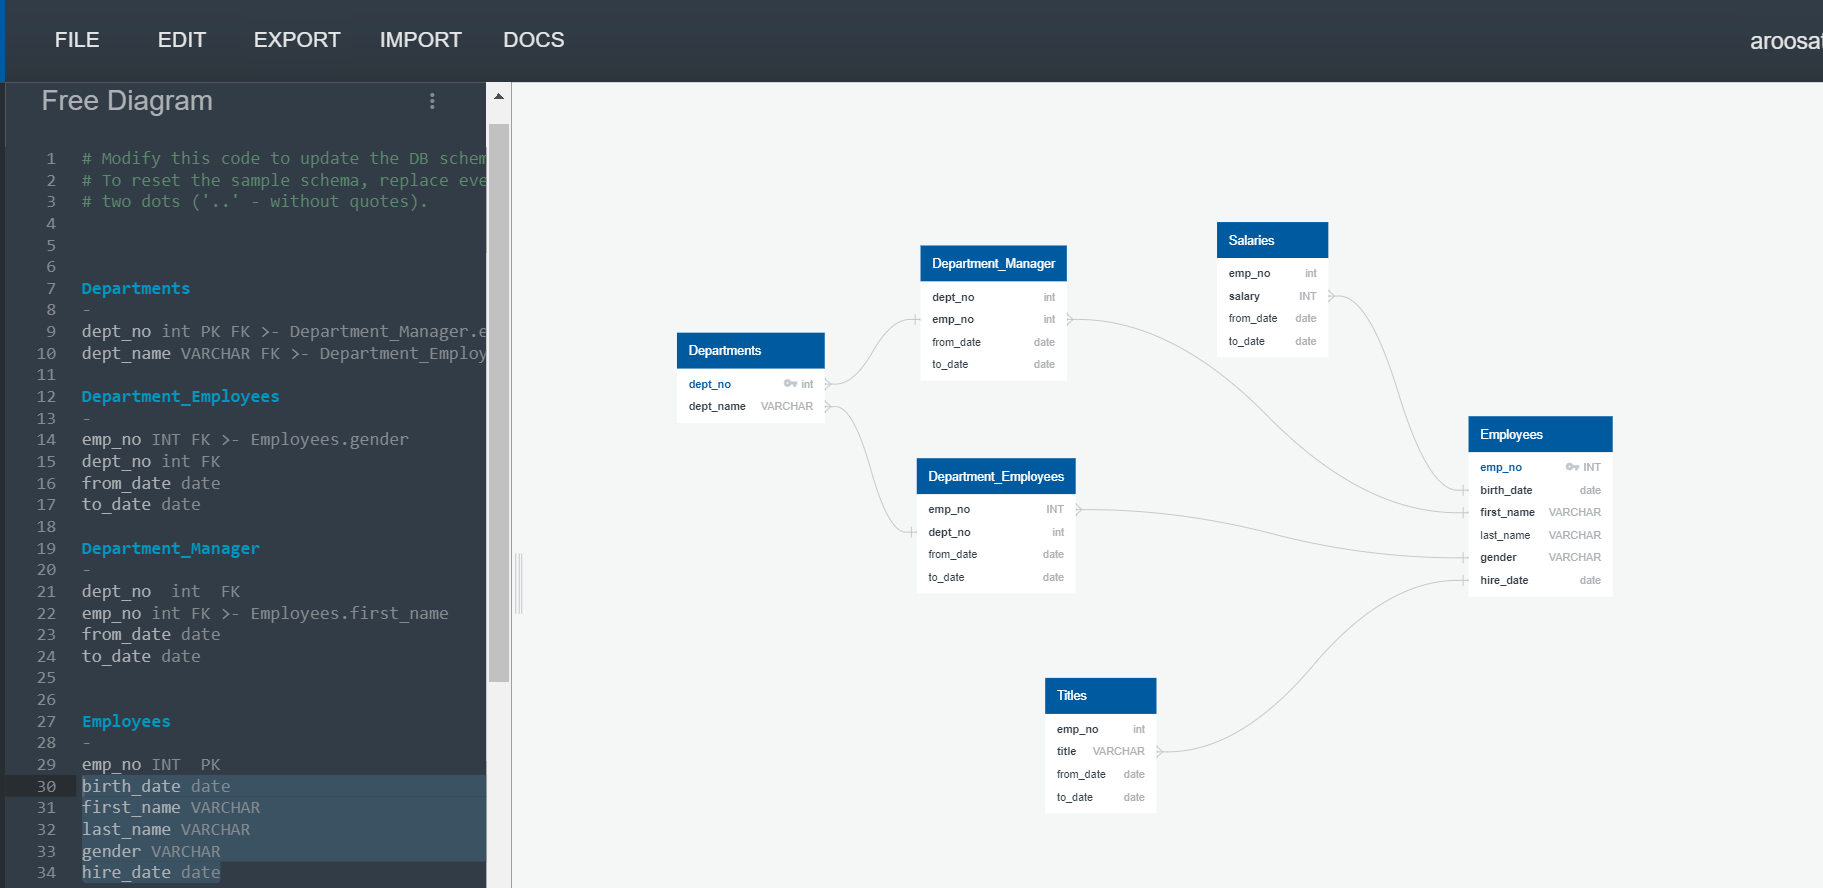 FILE EDIT EXPORT IMPORT DOCS aroosat
Free Diagram
1 # Modify this code to update the DB schem
2 # To reset the sample schema, replace eve
3 # two dots ('..' - without quotes).
4
5
6
7 Departments
8 -
9 dept_no int PK FK >- Department_Manager.e
10 dept_name VARCHAR FK >- Department_Employ
11
12 Department_Employees
13 -
14 emp_no INT FK >- Employees.gender
15 dept_no int FK
16 from_date date
17 to_date date
18
19 Department_Manager
20 -
21 dept_no int FK
22 emp_no int FK >- Employees.first_name
23 from_date date
24 to_date date
25
26
27 Employees
28 -
29 emp_no INT PK
30 birth_date date
31 first_name VARCHAR
32 last_name VARCHAR
33 gender VARCHAR
34 hire_date date
Departments
dept_no int
dept_name VARCHAR
Department_Manager
dept_no int
emp_no int
from_date date
to_date date
Department_Employees
emp_no INT
dept_no int
from_date date
to_date date
Salaries
emp_no int
salary INT
from_date date
to_date date
Employees
emp_no INT
birth_date date
first_name VARCHAR
last_name VARCHAR
gender VARCHAR
hire_date date
Titles
emp_no int
title VARCHAR
from_date date
to_date date